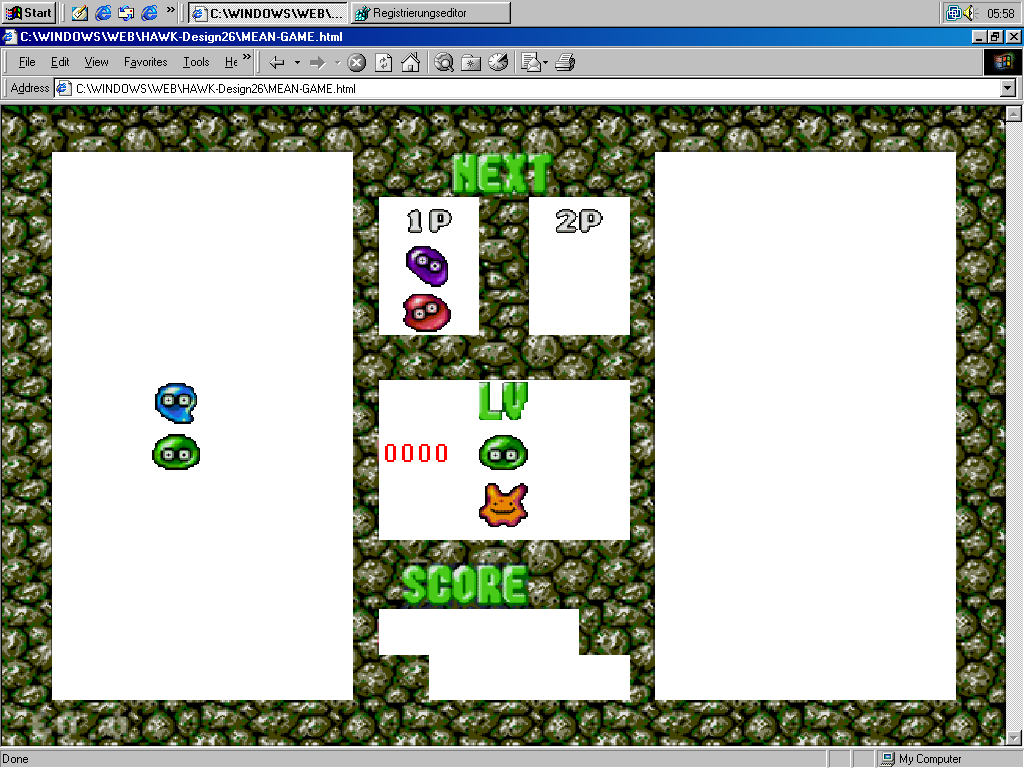 Start
C:\WINDOWS\WEB\...
Registrierungseditor
05:58
C:\WINDOWS\WEB\HAWK-Design26\MEAN-GAME.html
File Edit View Favorites Tools He
Address C:\WINDOWS\WEB\HAWK-Design26\MEAN-GAME.html
NEXT
1P 2P
LV
0000
SCORE
Done
My Computer